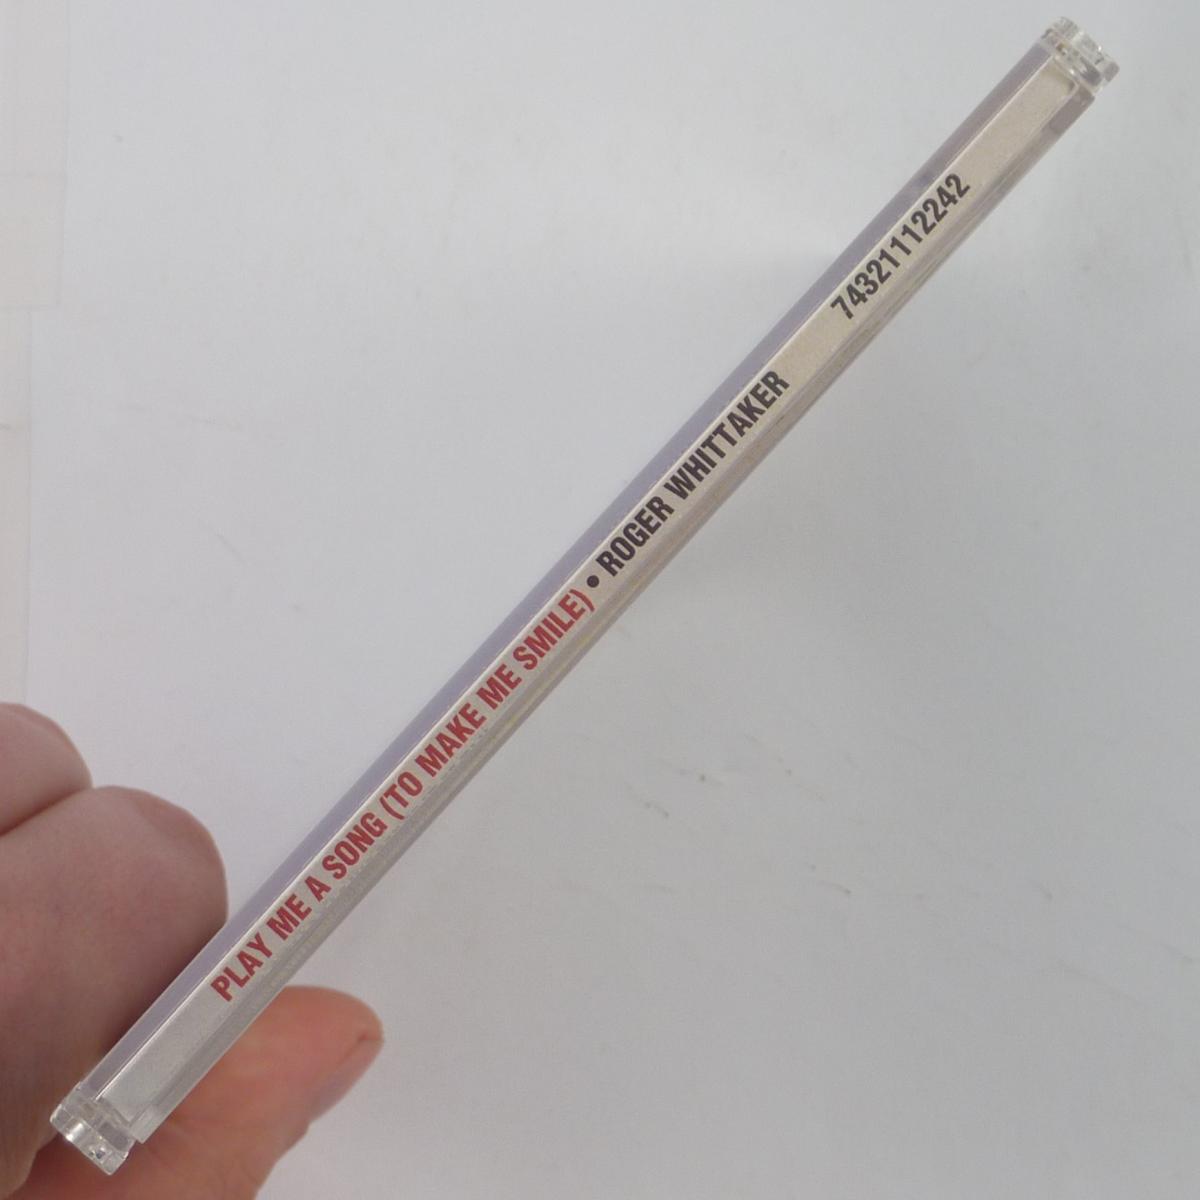 PLAY ME A SONG (TO MAKE ME SMILE) • ROGER WHITTAKER 74321112242